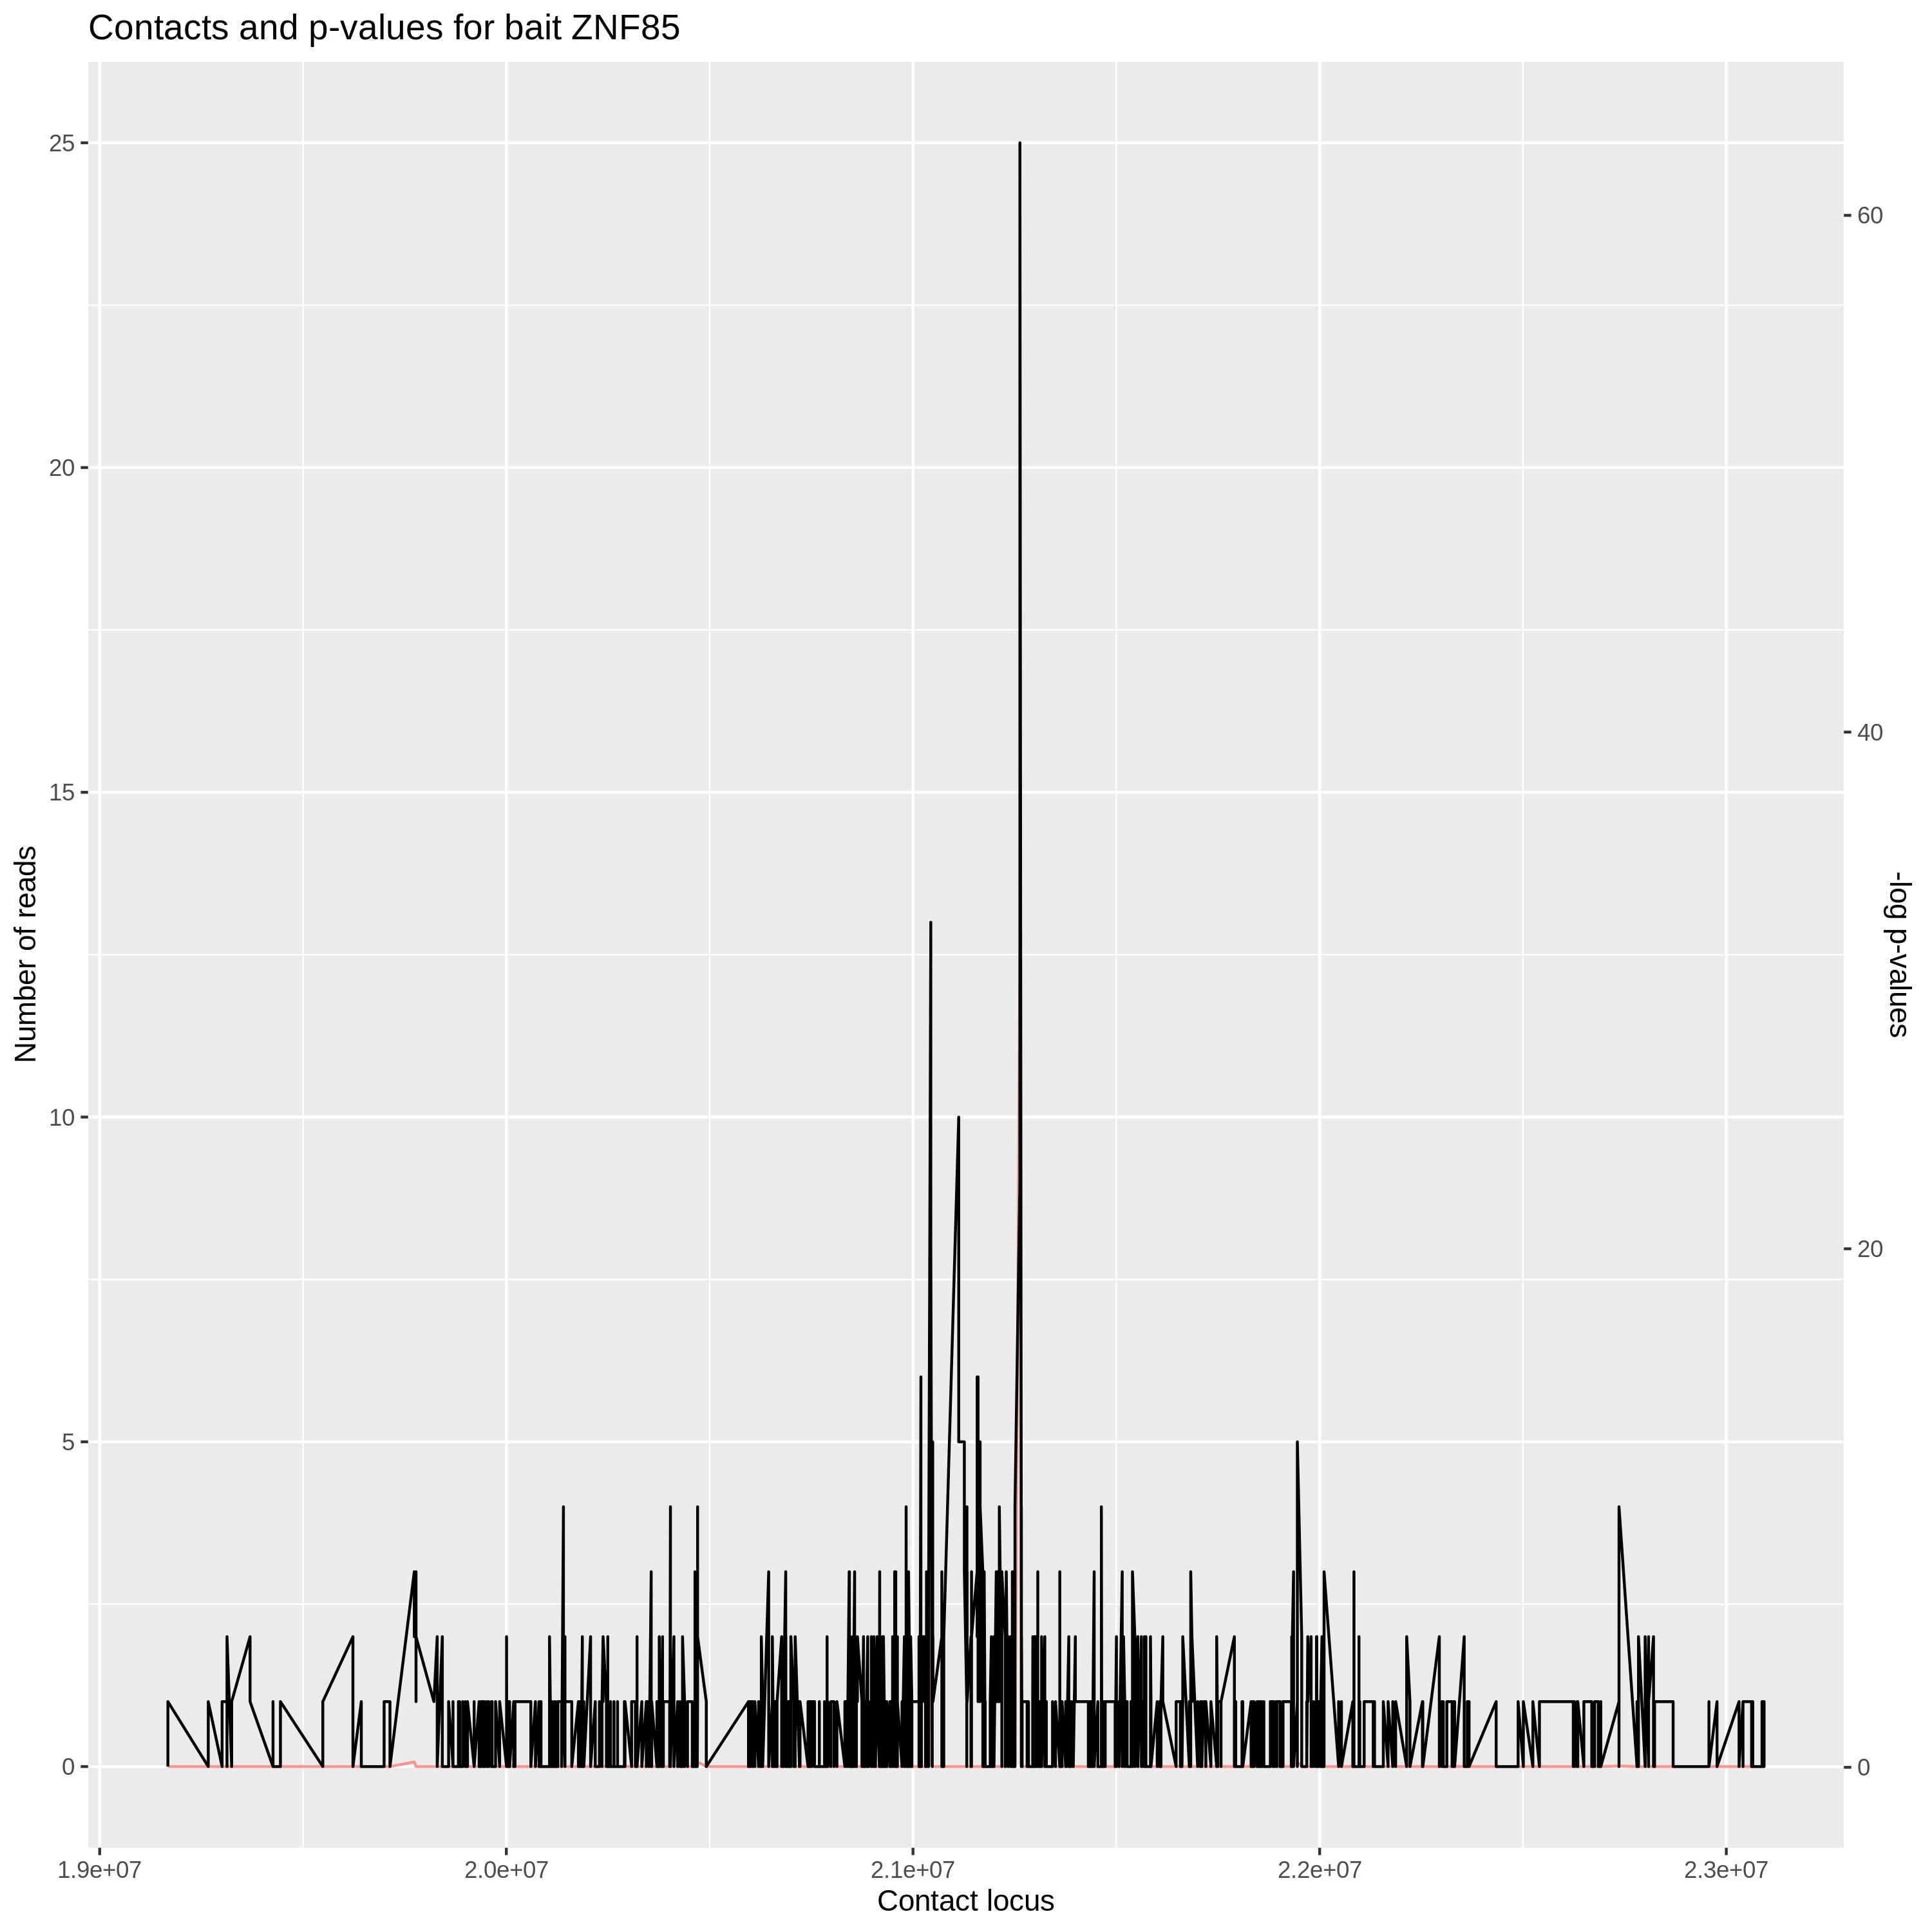 Contacts and p-values for bait ZNF85
25
20
15
10
5
0
Number of reads
60
40
20
0
-log p-values
1.9e+07 2.0e+07 2.1e+07 2.2e+07 2.3e+07
Contact locus